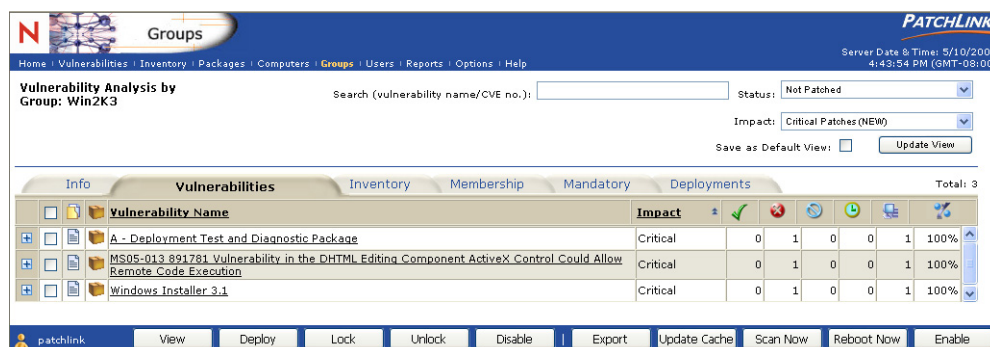 N
Groups
PATCHLINK
Server Date & Time: 5/10/200
4:43:54 PM (GMT-08:00
Home | Vulnerabilities | Inventory | Packages | Computers | Groups | Users | Reports | Options | Help
Vulnerability Analysis by
Group: Win2K3
Search (vulnerability name/CVE no.):
Status: Not Patched
Impact: Critical Patches (NEW)
Save as Default View: Update View
Info Vulnerabilities Inventory Membership Mandatory Deployments Total: 3
Vulnerability Name Impact
A - Deployment Test and Diagnostic Package Critical 0 1 0 0 1 100%
MS05-013 891781 Vulnerability in the DHTML Editing Component ActiveX Control Could Allow
Remote Code Execution Critical 0 1 0 0 1 100%
Windows Installer 3.1 Critical 0 1 0 0 1 100%
patchlink View Deploy Lock Unlock Disable | Export Update Cache Scan Now Reboot Now Enable